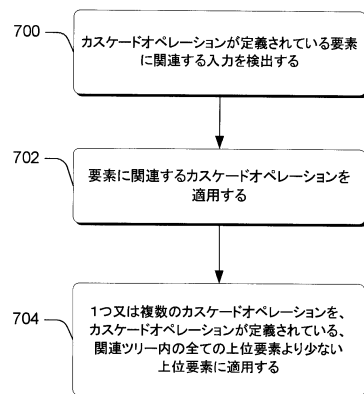 700
カスケードオペレーションが定義されている要素
に関連する入力を検出する
702
要素に関連するカスケードオペレーションを
適用する
704
1つ又は複数のカスケードオペレーションを、
カスケードオペレーションが定義されている、
関連ツリー内の全ての上位要素より少ない
上位要素に適用する